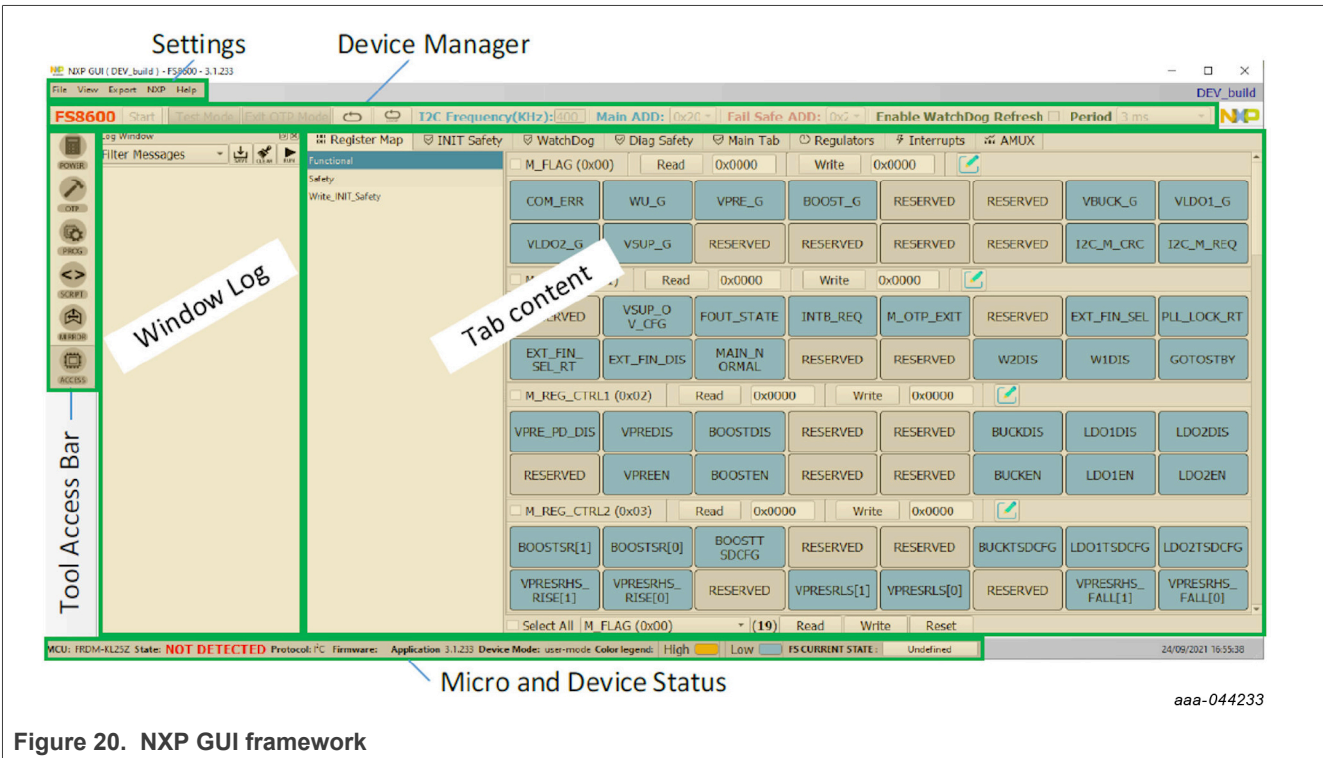 Settings Device Manager
NXP GUI ( DEV_build ) - FS8600 - 3.1.233
File View Export NXP Help
DEV_build
FS8600 Start Test Mode Exit OTP Mode I2C Frequency(KHz): 400 Main ADD: 0x20 Fail Safe ADD: Enable WatchDog Refresh Period 3 ms NXP
POWER
OTP
PROG
SCRIPT
MIRROR
ACCESS
Log Window
Filter Messages SAVE CLEAR RUN
Register Map INIT Safety WatchDog Diag Safety Main Tab Regulators Interrupts AMUX
Functional
Safety
Write_INIT_Safety
M_FLAG (0x00) Read 0x0000 Write 0x0000
COM_ERR WU_G VPRE_G BOOST_G RESERVED RESERVED VBUCK_G VLDO1_G
VLDO2_G VSUP_G RESERVED RESERVED RESERVED RESERVED I2C_M_CRC I2C_M_REQ
Read 0x0000 Write 0x0000
VSUP_O
V_CFG
FOUT_STATE INTB_REQ M_OTP_EXIT RESERVED EXT_FIN_SEL PLL_LOCK_RT
EXT_FIN_
SEL_RT
EXT_FIN_DIS
MAIN_N
ORMAL
RESERVED RESERVED W2DIS W1DIS GOTOSTBY
M_REG_CTRL1 (0x02) Read 0x0000 Write 0x0000
VPRE_PD_DIS VPREDIS BOOSTDIS RESERVED RESERVED BUCKDIS LDO1DIS LDO2DIS
RESERVED VPREEN BOOSTEN RESERVED RESERVED BUCKEN LDO1EN LDO2EN
M_REG_CTRL2 (0x03) Read 0x0000 Write 0x0000
BOOSTSR[1] BOOSTSR[0]
BOOSTT
SDCFG
RESERVED RESERVED BUCKTSDCFG LDO1TSDCFG LDO2TSDCFG
VPRESRHS_
RISE[1]
VPRESRHS_
RISE[0]
RESERVED VPRESRLS[1] VPRESRLS[0] RESERVED
VPRESRHS_
FALL[1]
VPRESRHS_
FALL[0]
Select All M_FLAG (0x00) (19) Read Write Reset
Window Log
Tab content
Tool Access Bar
MCU: FRDM-KL25Z State: NOT DETECTED Protocol: I²C Firmware: Application 3.1.233 Device Mode: user-mode Color legend: High Low FS CURRENT STATE : Undefined
24/09/2021 16:55:38
Micro and Device Status
aaa-044233
Figure 20. NXP GUI framework